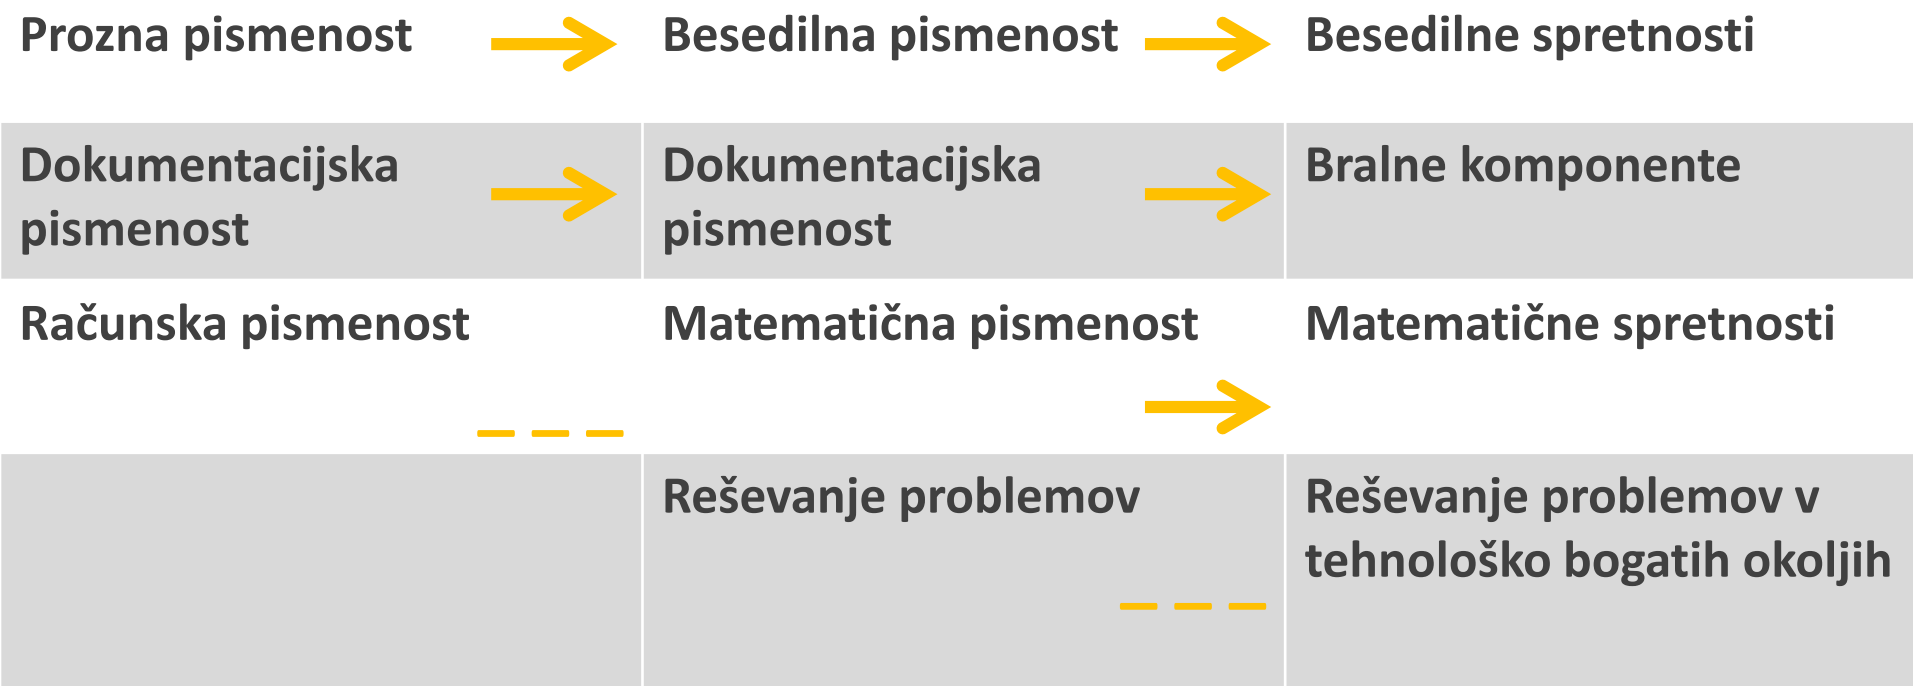 Prozna pismenost
Besedilna pismenost
Besedilne spretnosti
Dokumentacijska
pismenost
Dokumentacijska
pismenost
Bralne komponente
Računska pismenost
Matematična pismenost
Matematične spretnosti
Reševanje problemov
Reševanje problemov v
tehnološko bogatih okoljih